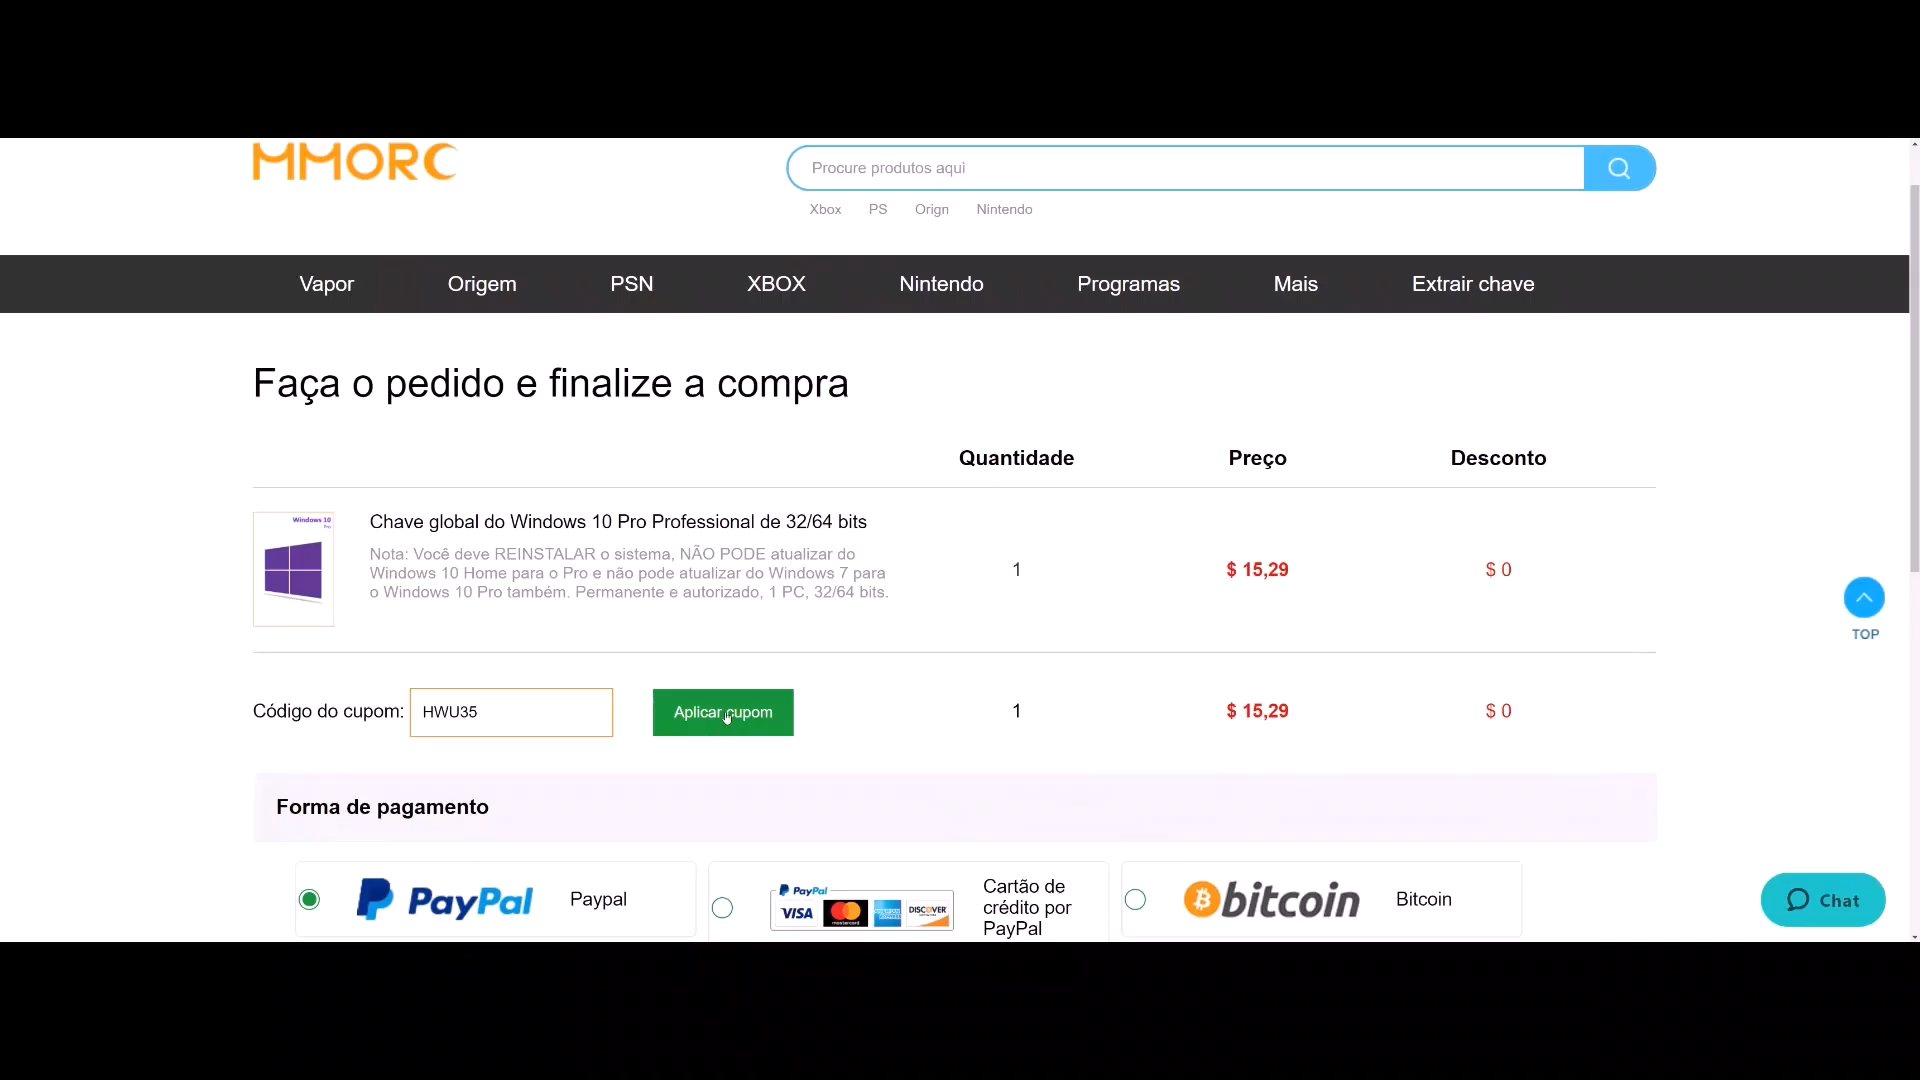 MMORC
Procure produtos aqui
Xbox PS Orign Nintendo
Vapor Origem PSN XBOX Nintendo Programas Mais Extrair chave
Faça o pedido e finalize a compra
Quantidade Preço Desconto
Windows 10
Pro
Chave global do Windows 10 Pro Professional de 32/64 bits
Nota: Você deve REINSTALAR o sistema, NÃO PODE atualizar do
Windows 10 Home para o Pro e não pode atualizar do Windows 7 para
o Windows 10 Pro também. Permanente e autorizado, 1 PC, 32/64 bits.
1 $ 15,29 $ 0
TOP
Código do cupom: HWU35 Aplicar cupom 1 $ 15,29 $ 0
Forma de pagamento
PayPal Paypal
PayPal
VISA mastercard DISCOVER
Cartão de
crédito por
PayPal
bitcoin Bitcoin
Chat